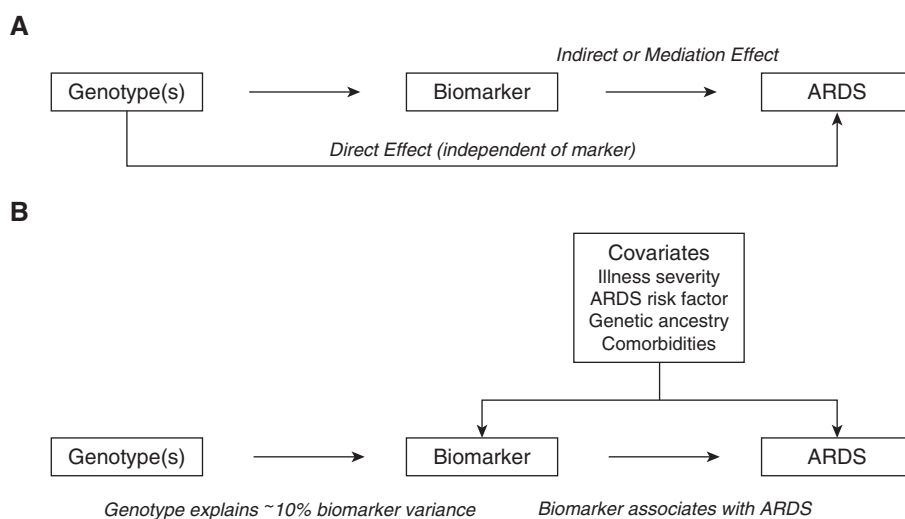 A
Indirect or Mediation Effect
Genotype(s)
Biomarker
ARDS
Direct Effect (independent of marker)
B
Covariates
Illness severity
ARDS risk factor
Genetic ancestry
Comorbidities
Genotype(s)
Biomarker
ARDS
Genotype explains ~10% biomarker variance
Biomarker associates with ARDS